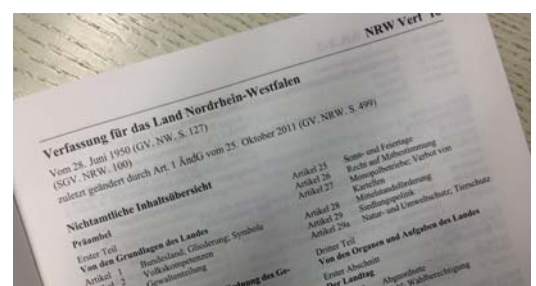 NRW Verf
Verfassung für das Land Nordrhein-Westfalen
Vom 28. Juni 1950 (GV. NW. S. 127)
(SGV. NRW. 100)
zuletzt geändert durch Art. 1 ÄndG vom 25. Oktober 2011 (GV. NRW. S. 499)
Nichtamtliche Inhaltsübersicht
Präambel
Erster Teil
Von den Grundlagen des Landes
Artikel 1 Bundesland; Gliederung; Symbole
Artikel 2 Volkskompetenzen
Gewaltenteilung
Artikel 25 Sonn- und Feiertage
Artikel 26 Recht auf Mitbestimmung
Artikel 27 Monopolbetriebe; Verbot von
Kartellen
Artikel 28 Mittelstandsförderung
Artikel 29 Siedlungspolitik
Artikel 29a Natur- und Umweltschutz; Tierschutz
Dritter Teil
Von den Organen und Aufgaben des Landes
Erster Abschnitt
Der Landtag
Abgeordnete
Wahlberechtigung